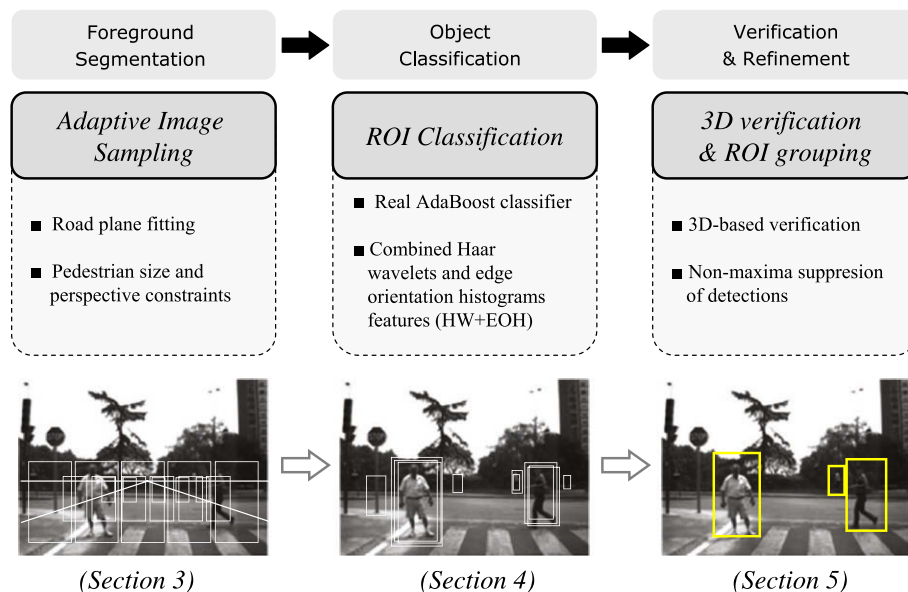 Foreground
Segmentation
Object
Classification
Verification
& Refinement
Adaptive Image
Sampling
ROI Classification
3D verification
& ROI grouping
Road plane fitting
Pedestrian size and
perspective constraints
Real AdaBoost classifier
Combined Haar
wavelets and edge
orientation histograms
features (HW+EOH)
3D-based verification
Non-maxima suppresion
of detections
(Section 3)
(Section 4)
(Section 5)